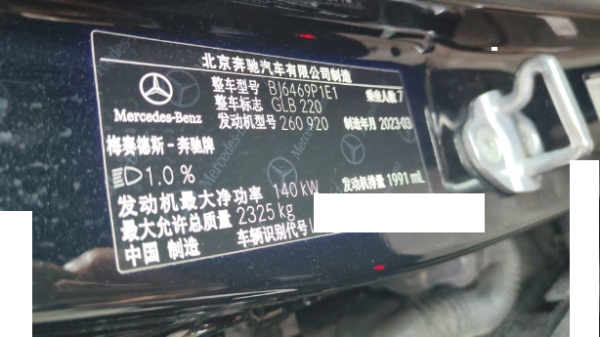 北京奔驰汽车有限公司制造
Mercedes-Benz
整车型号 BJ6469P1E1 乘坐人数 7
整车标志 GLB 220
发动机型号 260 920 制造年月 2023-03
梅赛德斯-奔驰牌
1.0 %
发动机最大净功率 140 kW 发动机排量 1991 mL
最大允许总质量 2325 kg
中国 制造 车辆识别代号